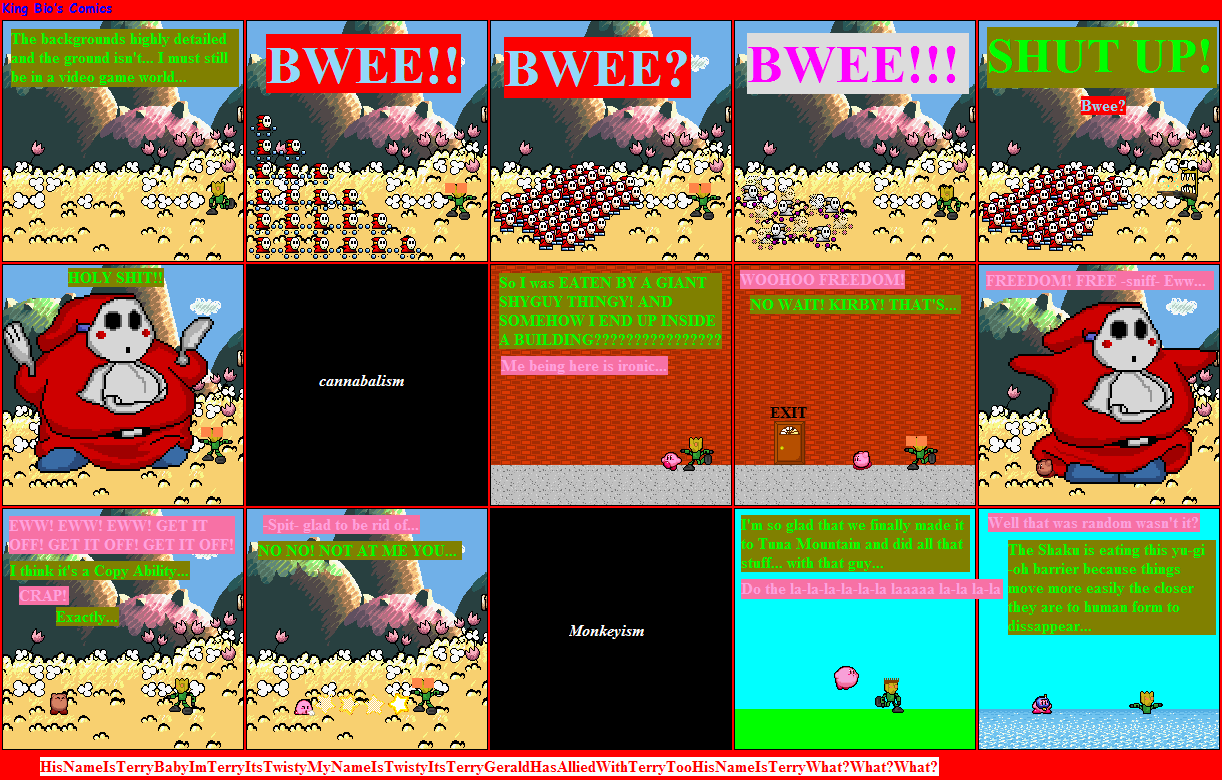 King Bio's Comics
The backgrounds highly detailed
and the ground isn't... I must still
be in a video game world...
BWEE!!
BWEE?
BWEE!!!
SHUT UP!
Bwee?
HOLY SHIT!!
cannabalism
So I was EATEN BY A GIANT
SHYGUY THINGY! AND
SOMEHOW I END UP INSIDE
A BUILDING????????????????
Me being here is ironic...
WOOHOO FREEDOM!
NO WAIT! KIRBY! THAT'S...
EXIT
FREEDOM! FREE -sniff- Eww...
EWW! EWW! EWW! GET IT
OFF! GET IT OFF! GET IT OFF!
I think it's a Copy Ability...
CRAP!
Exactly...
-Spit- glad to be rid of...
NO NO! NOT AT ME YOU...
Monkeyism
I'm so glad that we finally made it
to Tuna Mountain and did all that
stuff... with that guy...
Do the la-la-la-la-la-la laaaaa la-la la-la
Well that was random wasn't it?
The Shaku is eating this yu-gi
-oh barrier because things
move more easily the closer
they are to human form to
dissappear...
HisNameIsTerryBabyImTerryItsTwistyMyNameIsTwistyItsTerryGeraldHasAlliedWithTerryTooHisNameIsTerryWhat?What?What?